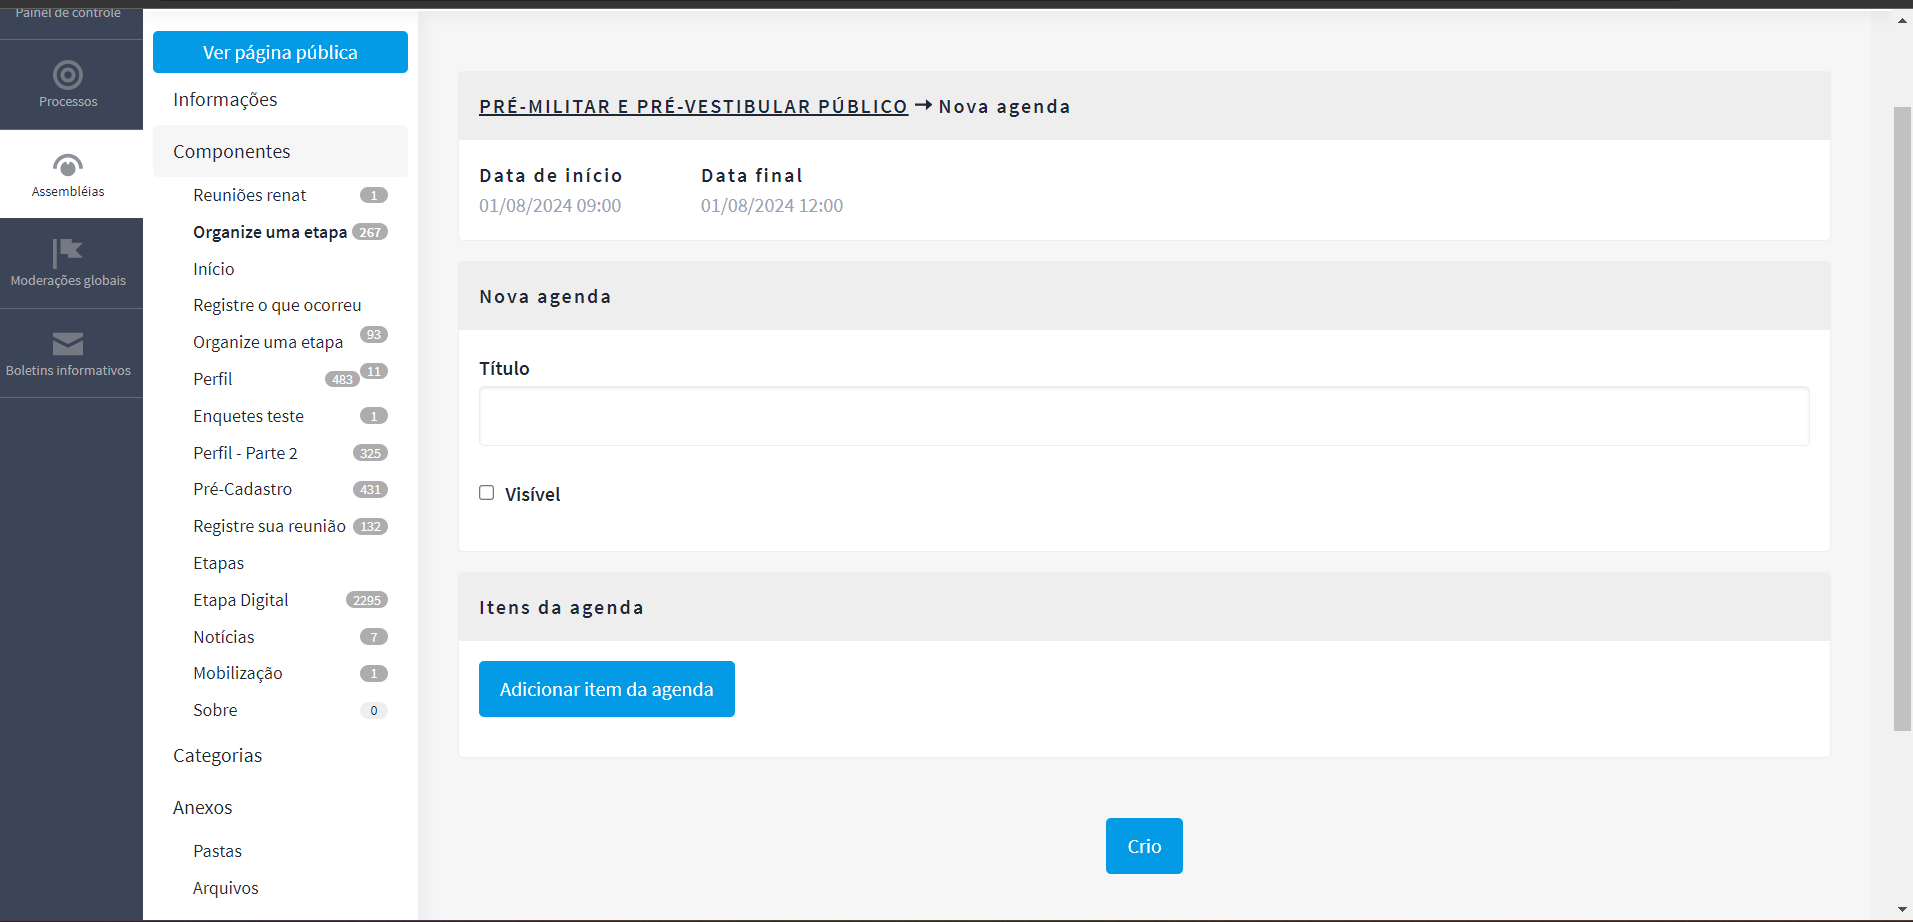 Painel de controle
Processos
Assembléias
Moderações globais
Boletins informativos
Ver página pública
Informações
Componentes
Reuniões renat 1
Organize uma etapa 267
Início
Registre o que ocorreu
Organize uma etapa 93
Perfil 483 11
Enquetes teste 1
Perfil - Parte 2 325
Pré-Cadastro 431
Registre sua reunião 132
Etapas
Etapa Digital 2295
Notícias 7
Mobilização 1
Sobre 0
Categorias
Anexos
Pastas
Arquivos
PRÉ-MILITAR E PRÉ-VESTIBULAR PÚBLICO → Nova agenda
Data de início Data final
01/08/2024 09:00 01/08/2024 12:00
Nova agenda
Título
Visível
Itens da agenda
Adicionar item da agenda
Crio